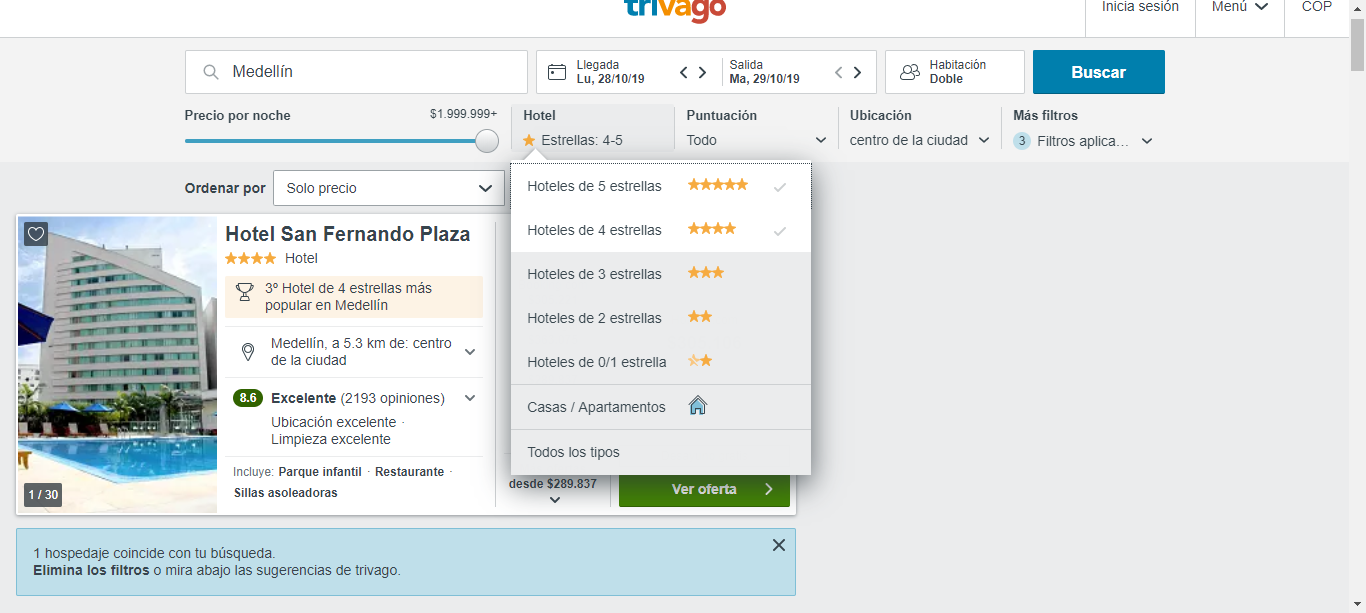 trivago
Inicia sesión
Menú
COP
Medellín
Llegada
Lu, 28/10/19
Salida
Ma, 29/10/19
Habitación
Doble
Buscar
Precio por noche
$1.999.999+
Hotel
Estrellas: 4-5
Puntuación
Todo
Ubicación
centro de la ciudad
Más filtros
3 Filtros aplica...
Ordenar por
Solo precio
Hoteles de 5 estrellas
Hoteles de 4 estrellas
Hoteles de 3 estrellas
Hoteles de 2 estrellas
Hoteles de 0/1 estrella
Casas / Apartamentos
Todos los tipos
Hotel San Fernando Plaza
Hotel
3º Hotel de 4 estrellas más
popular en Medellín
Medellín, a 5.3 km de: centro
de la ciudad
8.6 Excelente (2193 opiniones)
Ubicación excelente ·
Limpieza excelente
Incluye: Parque infantil · Restaurante ·
Sillas asoleadoras
1 / 30
desde $289.837
Ver oferta
1 hospedaje coincide con tu búsqueda.
Elimina los filtros o mira abajo las sugerencias de trivago.